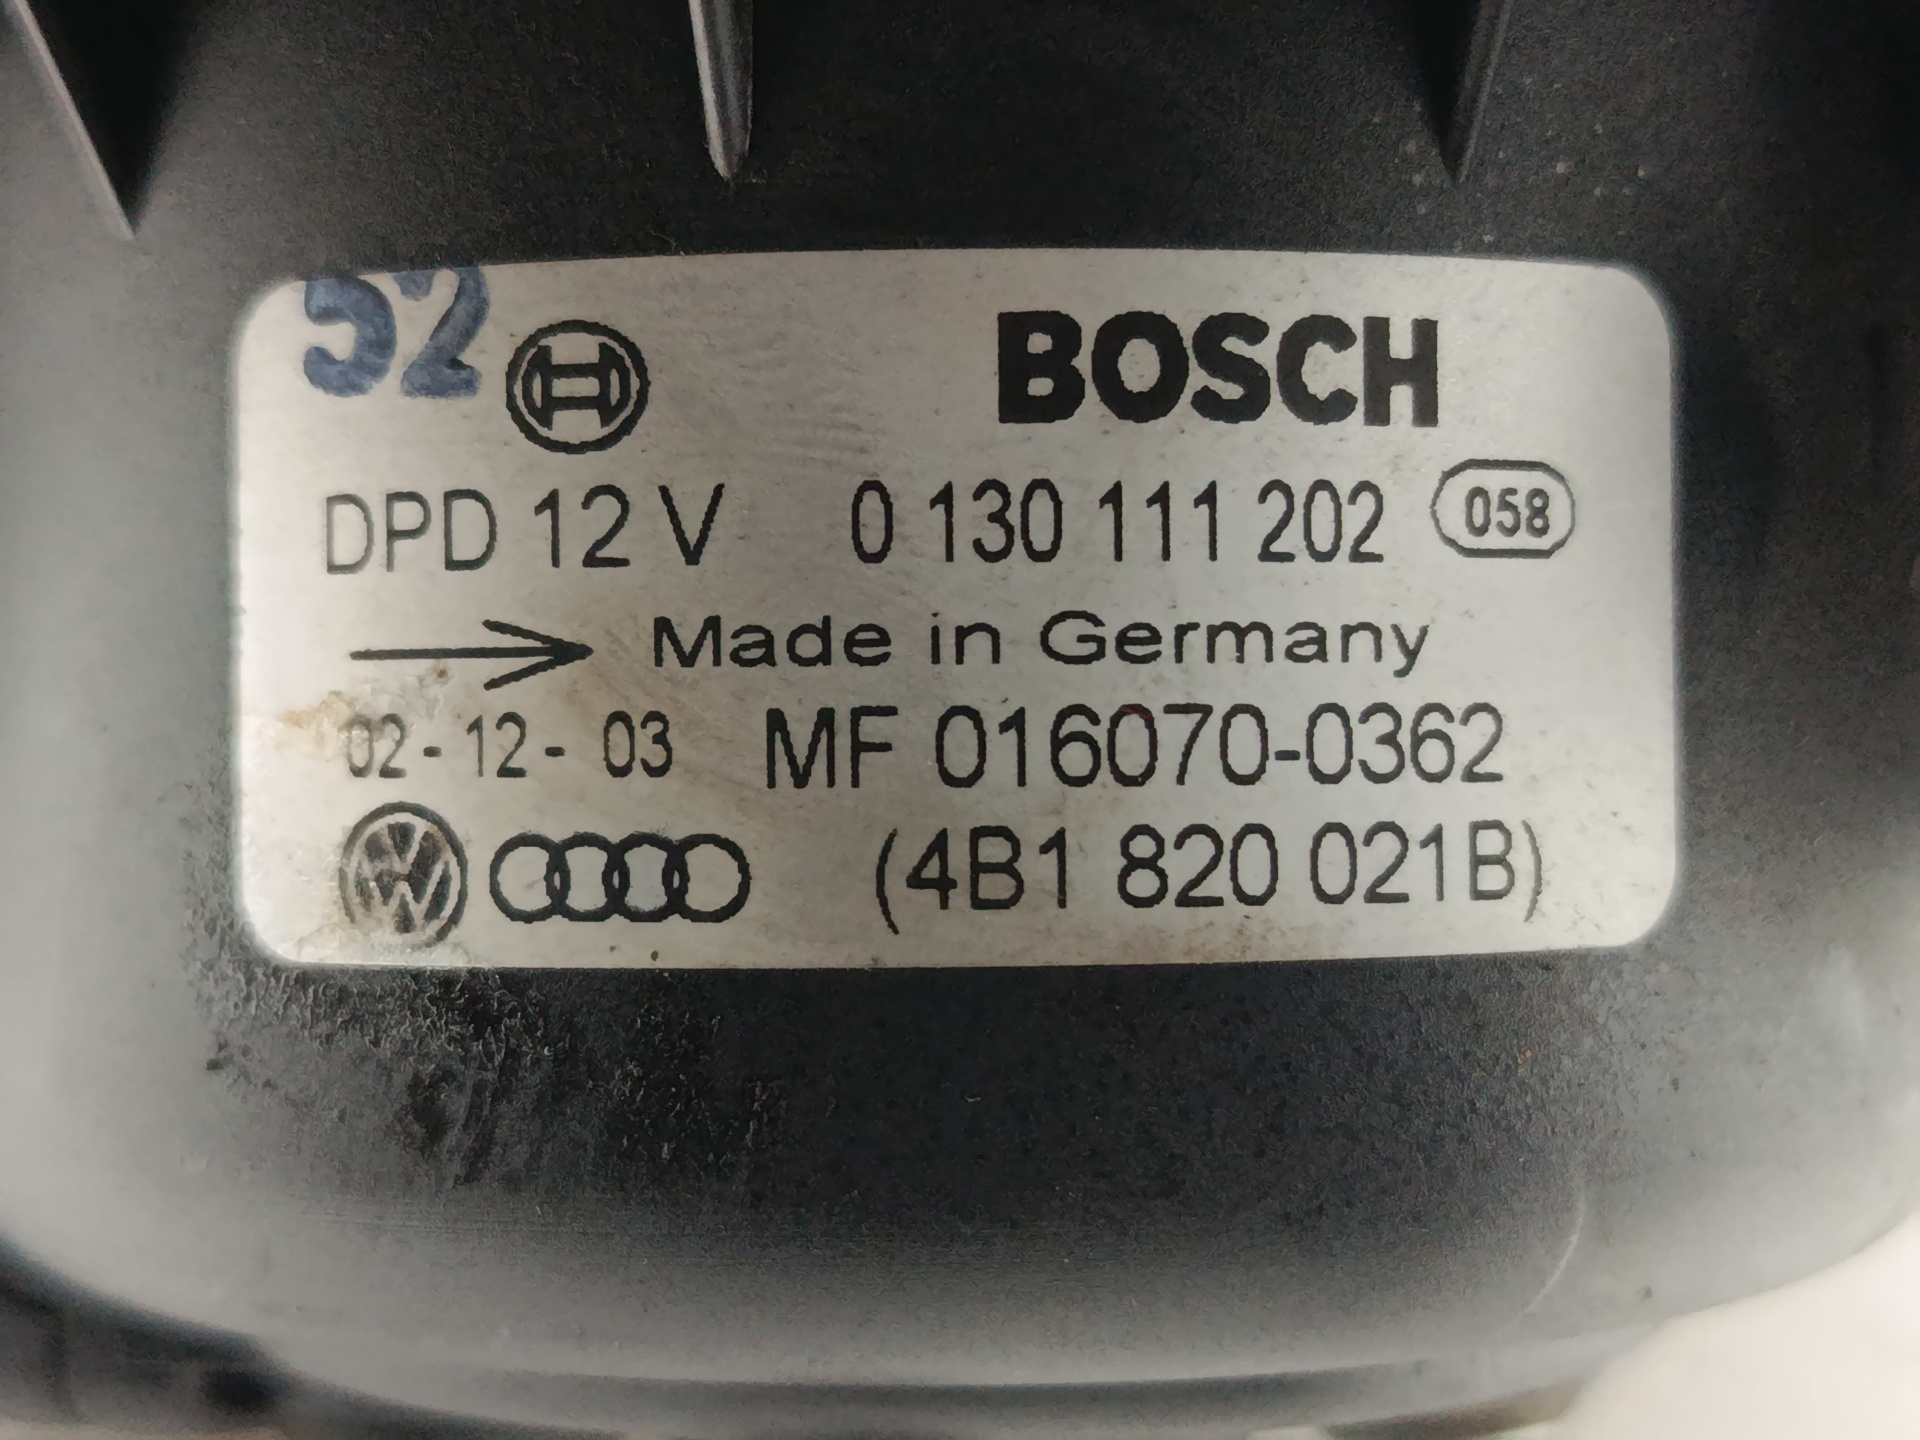 52
BOSCH
DPD 12 V 0 130 111 202 058
Made in Germany
02-12-03 MF 016070-0362
(4B1 820 021B)